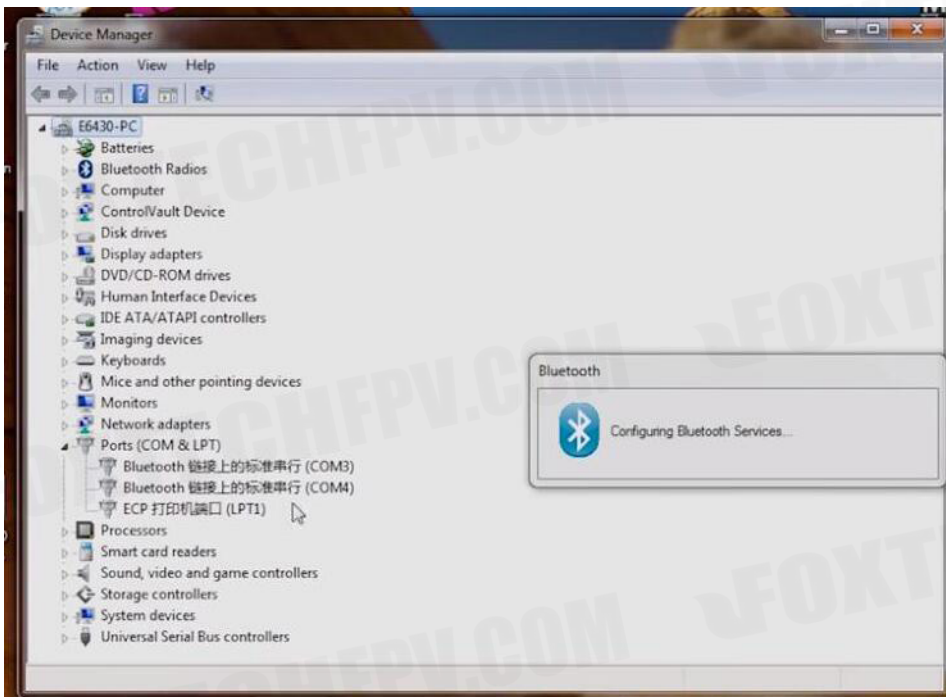 Device Manager
File Action View Help
E6430-PC
Batteries
Bluetooth Radios
Computer
ControlVault Device
Disk drives
Display adapters
DVD/CD-ROM drives
Human Interface Devices
IDE ATA/ATAPI controllers
Imaging devices
Keyboards
Mice and other pointing devices
Monitors
Network adapters
Ports (COM & LPT)
Bluetooth 链接上的标准串行 (COM3)
Bluetooth 链接上的标准串行 (COM4)
ECP 打印机端口 (LPT1)
Processors
Smart card readers
Sound, video and game controllers
Storage controllers
System devices
Universal Serial Bus controllers
Bluetooth
Configuring Bluetooth Services...